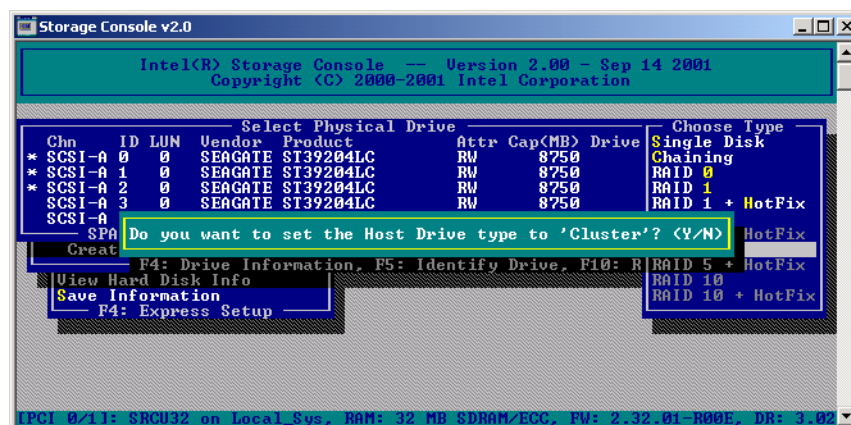 Storage Console v2.0
Intel(R) Storage Console -- Version 2.00 - Sep 14 2001
Copyright (C) 2000-2001 Intel Corporation
Select Physical Drive
Choose Type
Chn ID LUN Vendor Product Attr Cap(MB) Drive
Single Disk
* SCSI-A 0 0 SEAGATE ST39204LC RW 8750
Chaining
* SCSI-A 1 0 SEAGATE ST39204LC RW 8750
RAID 0
* SCSI-A 2 0 SEAGATE ST39204LC RW 8750
RAID 1
SCSI-A 3 0 SEAGATE ST39204LC RW 8750
RAID 1 + HotFix
SCSI-A
SPA
Do you want to set the Host Drive type to 'Cluster'? (Y/N)
HotFix
Creat
F4: Drive Information, F5: Identify Drive, F10: R
RAID 5 + HotFix
View Hard Disk Info
RAID 10
Save Information
RAID 10 + HotFix
F4: Express Setup
[PCI 0/1]: SRCU32 on Local_Sys, RAM: 32 MB SDRAM/ECC, FW: 2.32.01-R00E, DR: 3.02